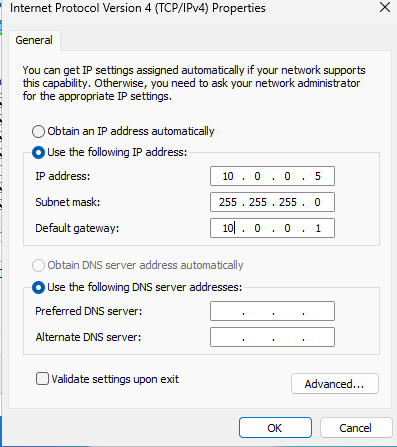 Internet Protocol Version 4 (TCP/IPv4) Properties
General
You can get IP settings assigned automatically if your network supports
this capability. Otherwise, you need to ask your network administrator
for the appropriate IP settings.
Obtain an IP address automatically
Use the following IP address:
IP address: 10 . 0 . 0 . 5
Subnet mask: 255 . 255 . 255 . 0
Default gateway: 10 . 0 . 0 . 1
Obtain DNS server address automatically
Use the following DNS server addresses:
Preferred DNS server: . . .
Alternate DNS server: . . .
Validate settings upon exit
Advanced...
OK Cancel